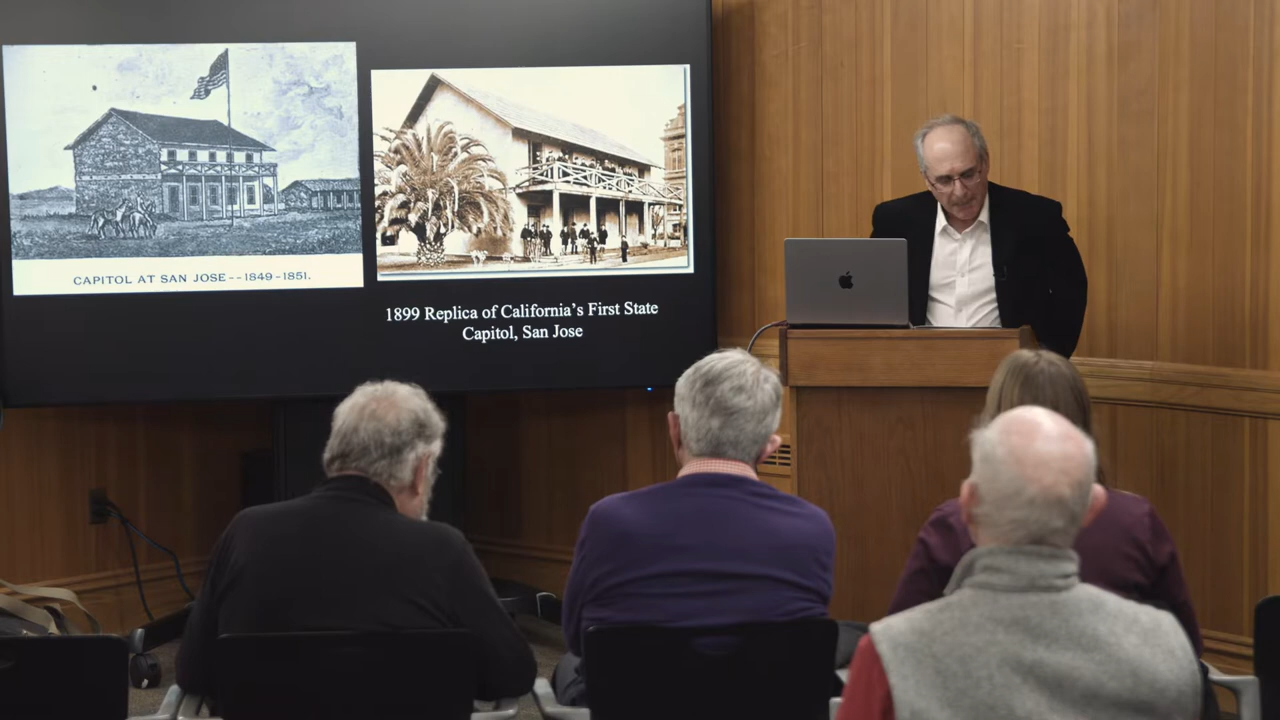 CAPITOL AT SAN JOSE--1849-1851.
1899 Replica of California's First State
Capitol, San Jose